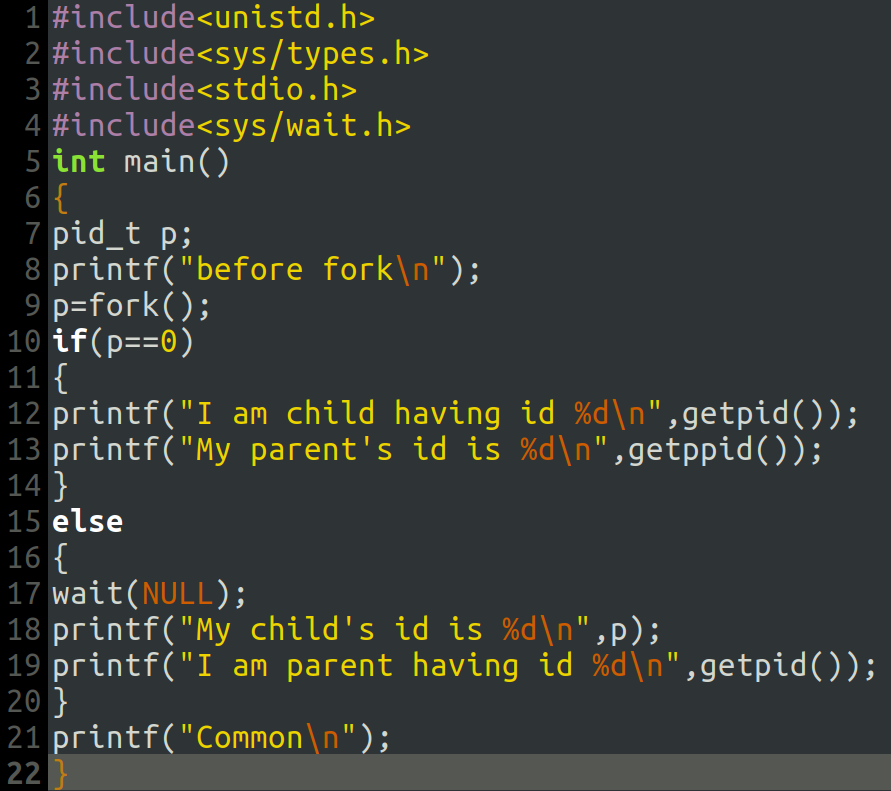 1 #include<unistd.h>
2 #include<sys/types.h>
3 #include<stdio.h>
4 #include<sys/wait.h>
5 int main()
6 {
7 pid_t p;
8 printf("before fork\n");
9 p=fork();
10 if(p==0)
11 {
12 printf("I am child having id %d\n",getpid());
13 printf("My parent's id is %d\n",getppid());
14 }
15 else
16 {
17 wait(NULL);
18 printf("My child's id is %d\n",p);
19 printf("I am parent having id %d\n",getpid());
20 }
21 printf("Common\n");
22 }